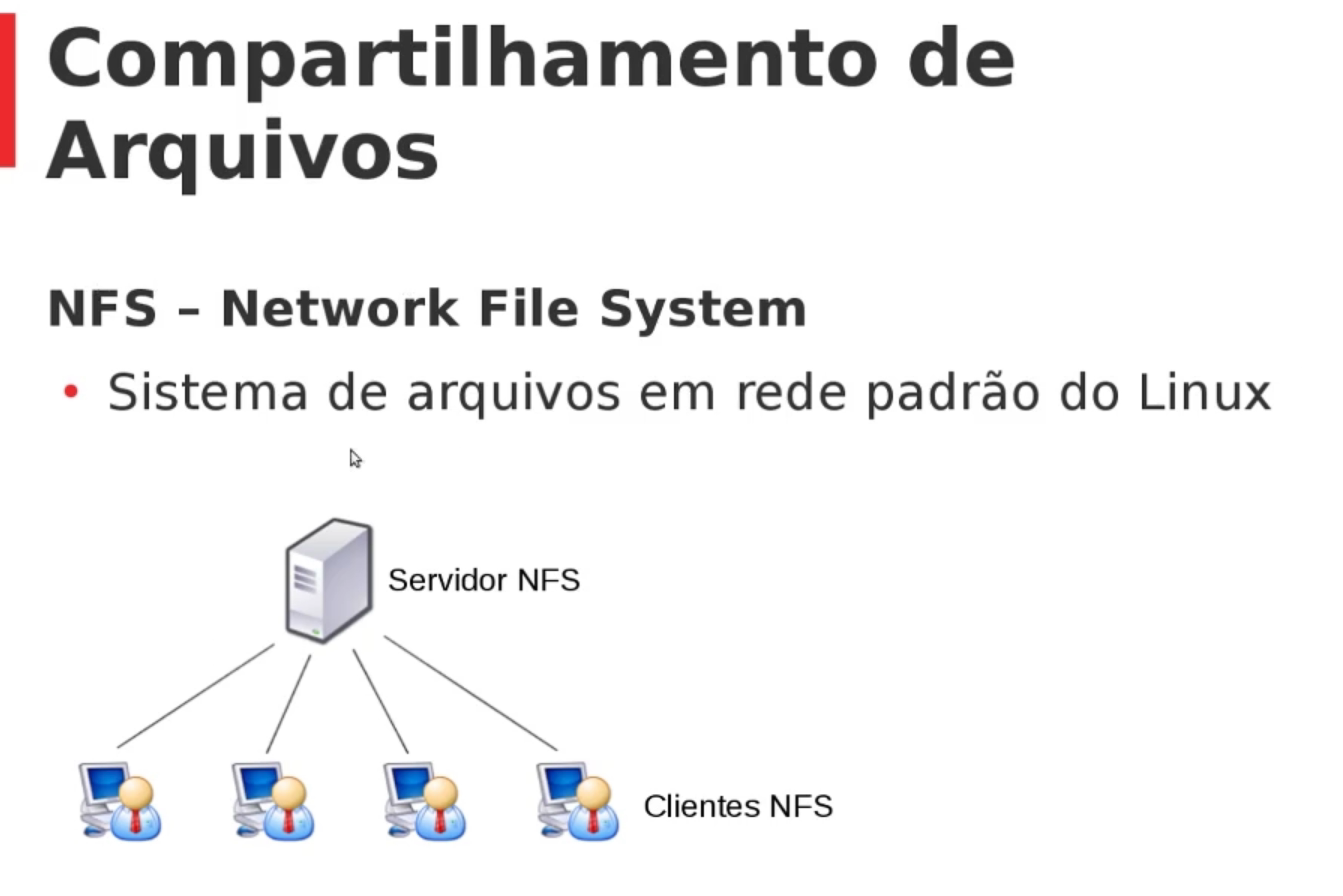 Compartilhamento de
Arquivos
NFS – Network File System
• Sistema de arquivos em rede padrão do Linux
Servidor NFS
Clientes NFS